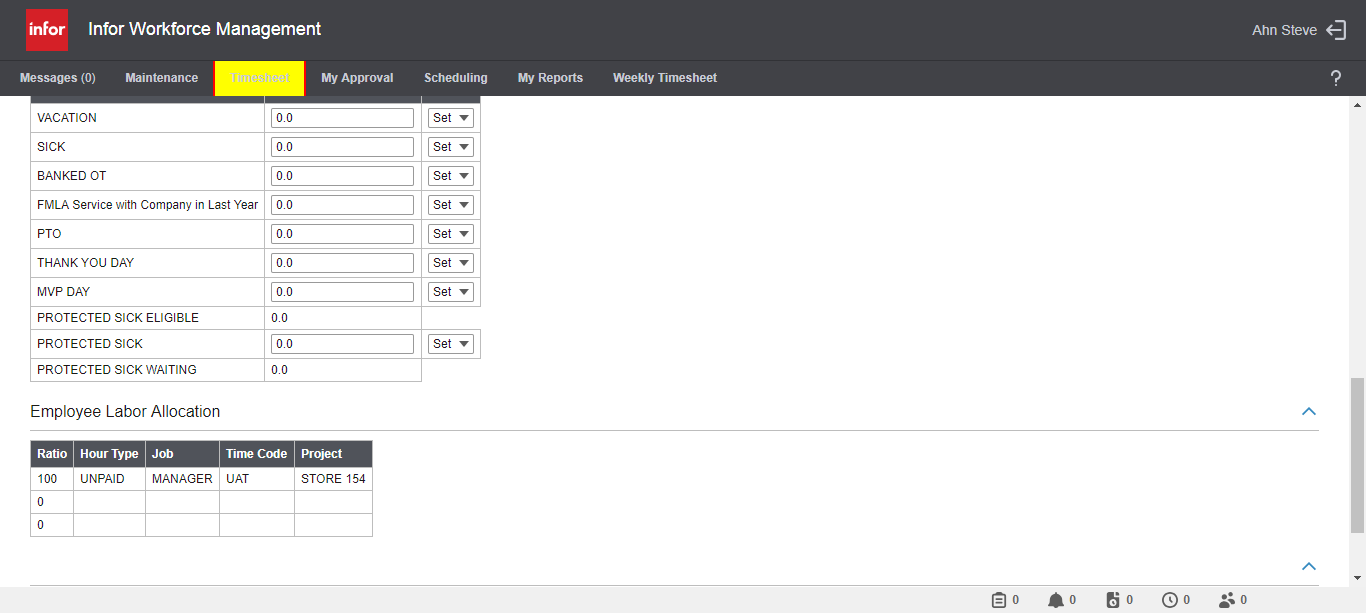 infor Infor Workforce Management Ahn Steve
Messages (0) Maintenance Timesheet My Approval Scheduling My Reports Weekly Timesheet ?
VACATION 0.0 Set
SICK 0.0 Set
BANKED OT 0.0 Set
FMLA Service with Company in Last Year 0.0 Set
PTO 0.0 Set
THANK YOU DAY 0.0 Set
MVP DAY 0.0 Set
PROTECTED SICK ELIGIBLE 0.0
PROTECTED SICK 0.0 Set
PROTECTED SICK WAITING 0.0
Employee Labor Allocation
Ratio Hour Type Job Time Code Project
100 UNPAID MANAGER UAT STORE 154
0
0
0 0 0 0 0